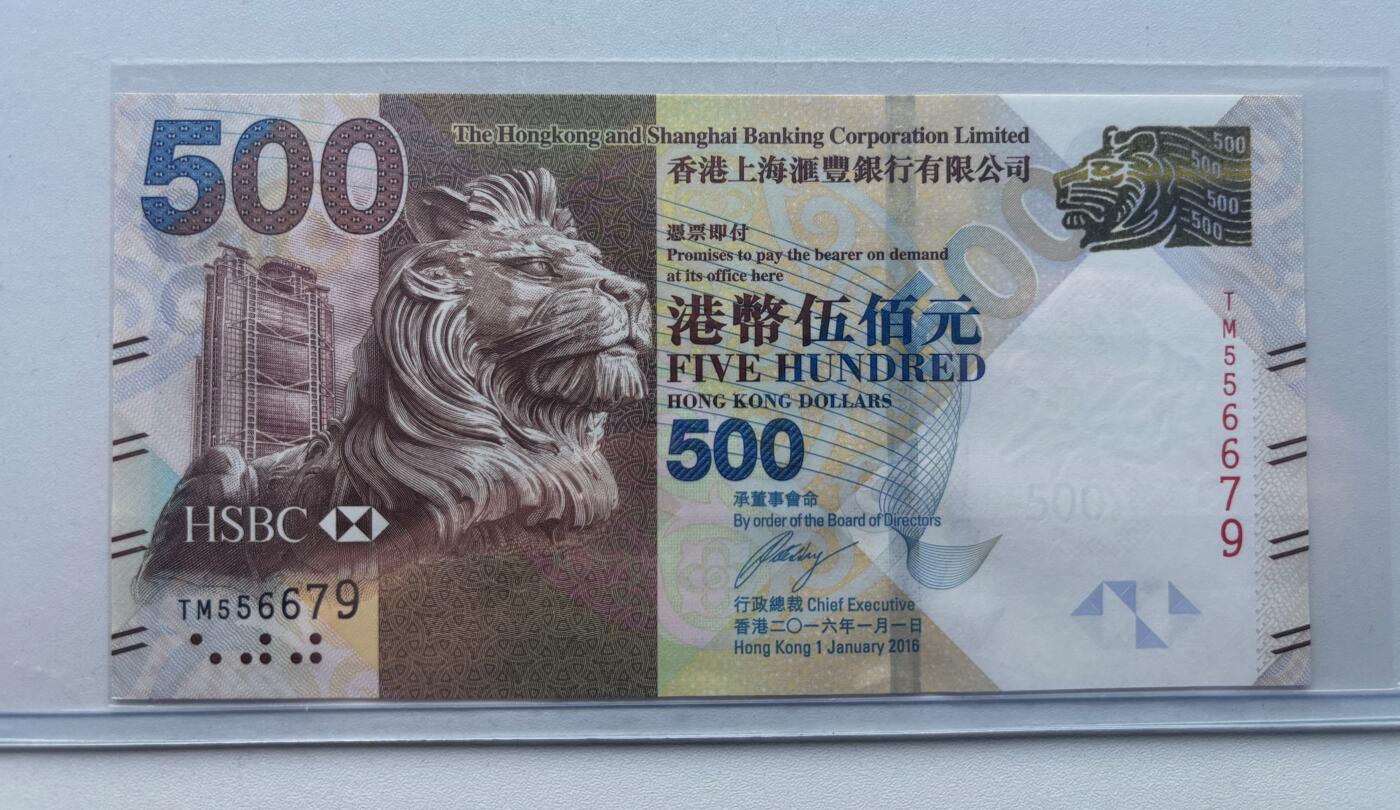 500
The Hongkong and Shanghai Banking Corporation Limited
香港上海滙豐銀行有限公司
500
500
500
500
憑票即付
Promises to pay the bearer on demand
at its office here
500
港幣伍佰元
FIVE HUNDRED
HONG KONG DOLLARS
500
TM556679
500
承董事會命
By order of the Board of Directors
HSBC
行政總裁 Chief Executive
香港二〇一六年一月一日
Hong Kong 1 January 2016
TM556679